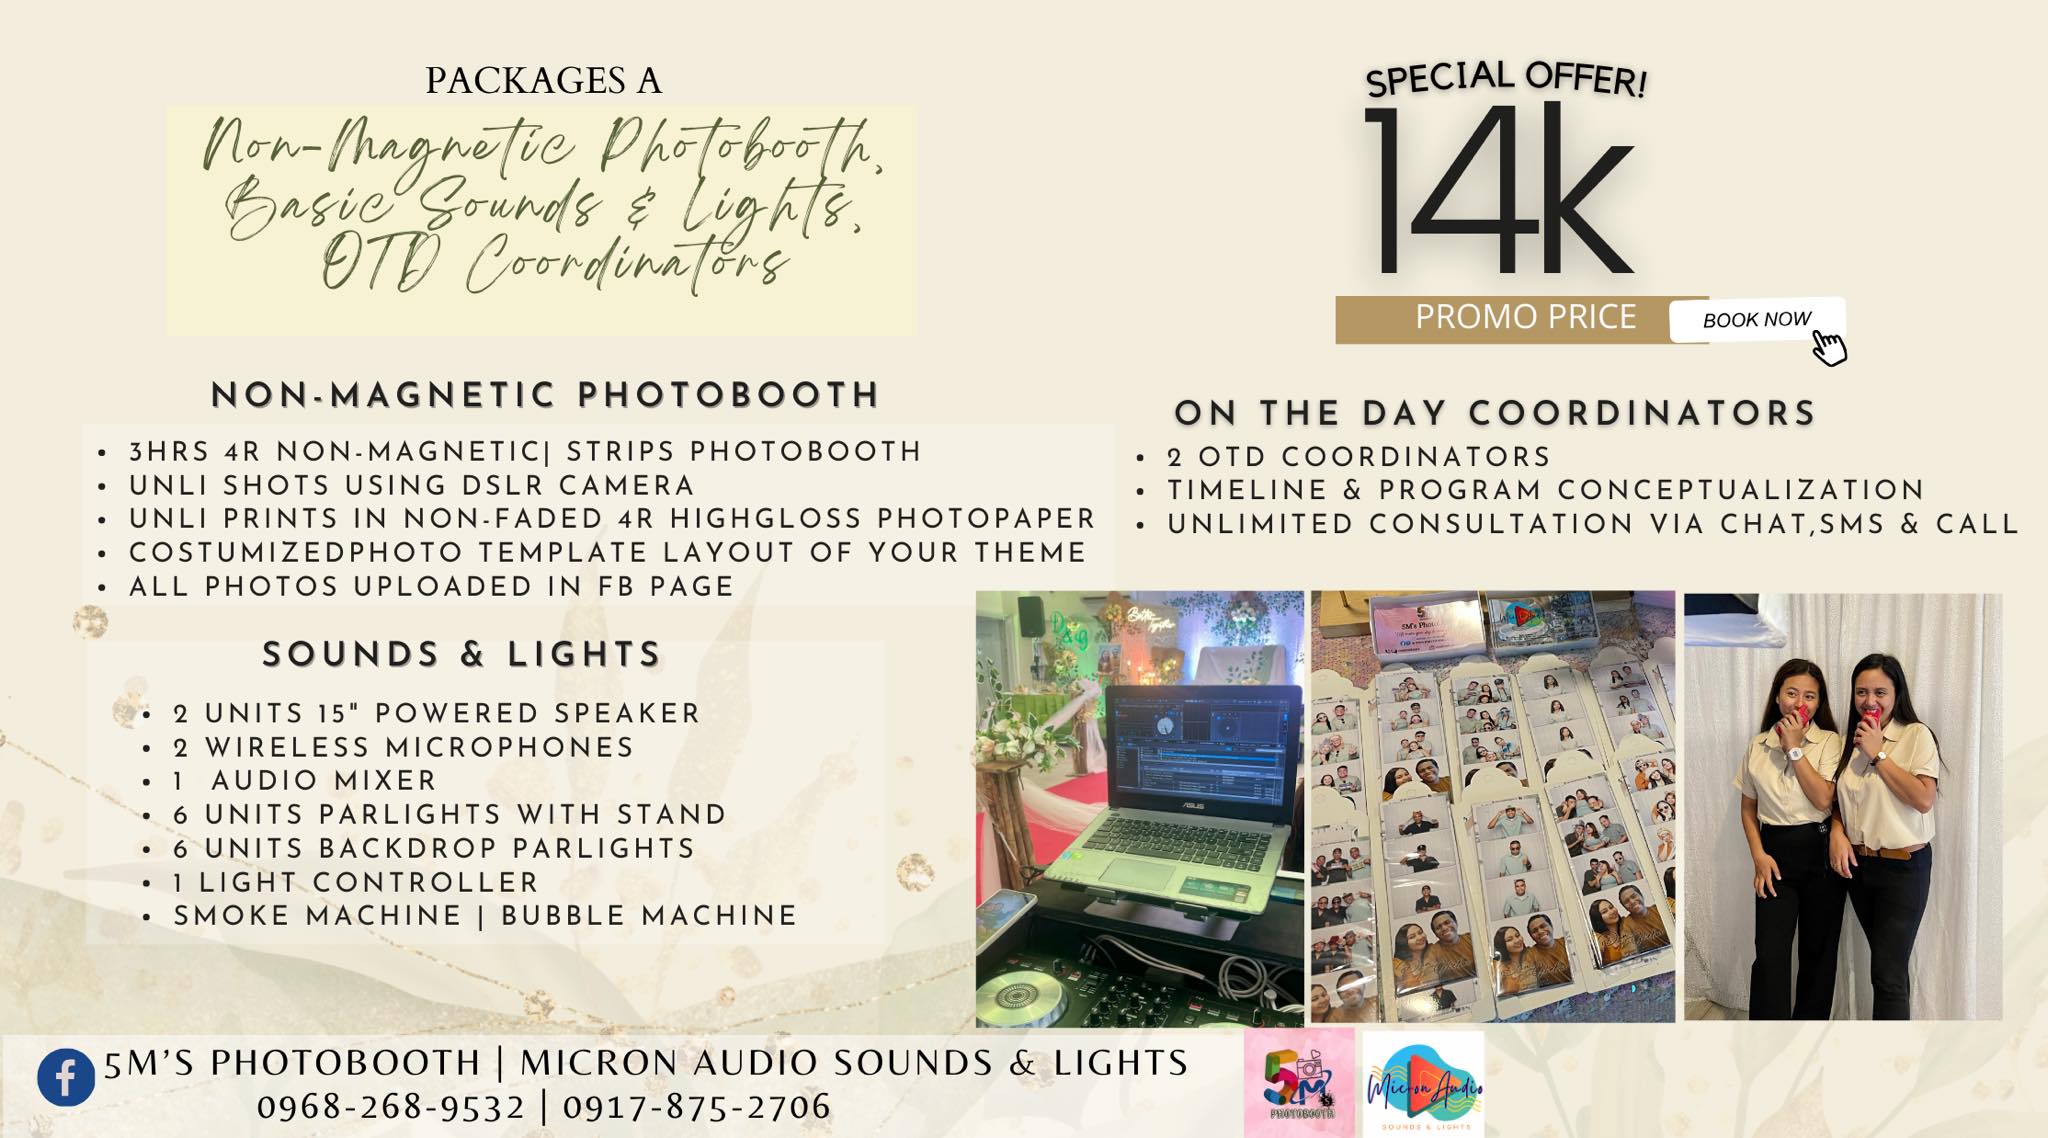 PACKAGES A
Non-Magnetic Photobooth,
Basic Sounds & Lights,
OTD Coordinators
SPECIAL OFFER!
14k
PROMO PRICE
BOOK NOW
NON-MAGNETIC PHOTOBOOTH
• 3HRS 4R NON-MAGNETIC| STRIPS PHOTOBOOTH
• UNLI SHOTS USING DSLR CAMERA
• UNLI PRINTS IN NON-FADED 4R HIGHGLOSS PHOTOPAPER
• COSTUMIZEDPHOTO TEMPLATE LAYOUT OF YOUR THEME
• ALL PHOTOS UPLOADED IN FB PAGE
ON THE DAY COORDINATORS
• 2 OTD COORDINATORS
• TIMELINE & PROGRAM CONCEPTUALIZATION
• UNLIMITED CONSULTATION VIA CHAT,SMS & CALL
SOUNDS & LIGHTS
• 2 UNITS 15" POWERED SPEAKER
• 2 WIRELESS MICROPHONES
• 1 AUDIO MIXER
• 6 UNITS PARLIGHTS WITH STAND
• 6 UNITS BACKDROP PARLIGHTS
• 1 LIGHT CONTROLLER
• SMOKE MACHINE | BUBBLE MACHINE
D&B
Better
Together
ASUS
5M's Photo
5M'S PHOTOBOOTH | MICRON AUDIO SOUNDS & LIGHTS
0968-268-9532 | 0917-875-2706
5M's
PHOTOBOOTH
Micron Audio
SOUNDS & LIGHTS